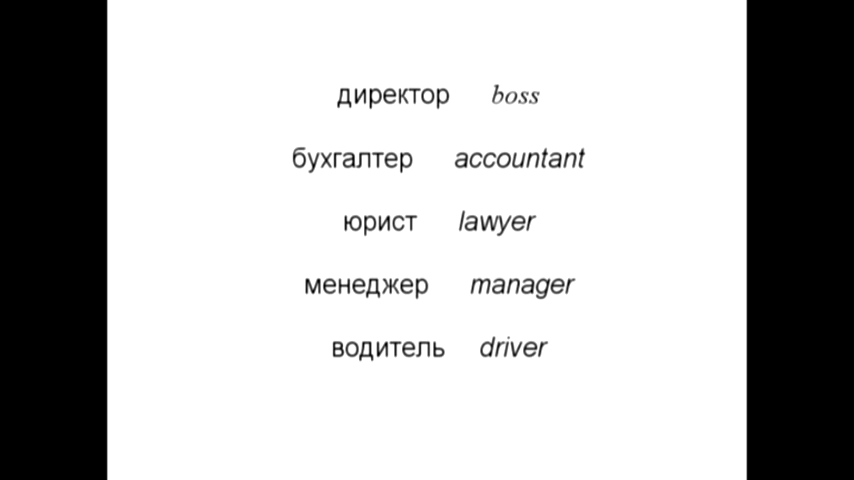 директор boss
бухгалтер accountant
юрист lawyer
менеджер manager
водитель driver